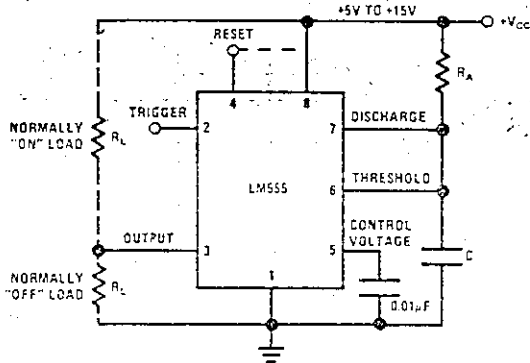 +5V TO +15V
+VCC
RESET
RA
4
8
TRIGGER
2
7
DISCHARGE
NORMALLY
"ON" LOAD
RL
LM555
6
THRESHOLD
CONTROL
VOLTAGE
OUTPUT
3
5
C
NORMALLY
"OFF" LOAD
RL
1
0.01µF